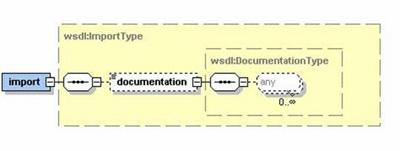 wsdl:ImportType
wsdl:DocumentationType
import
documentation
any
0..∞